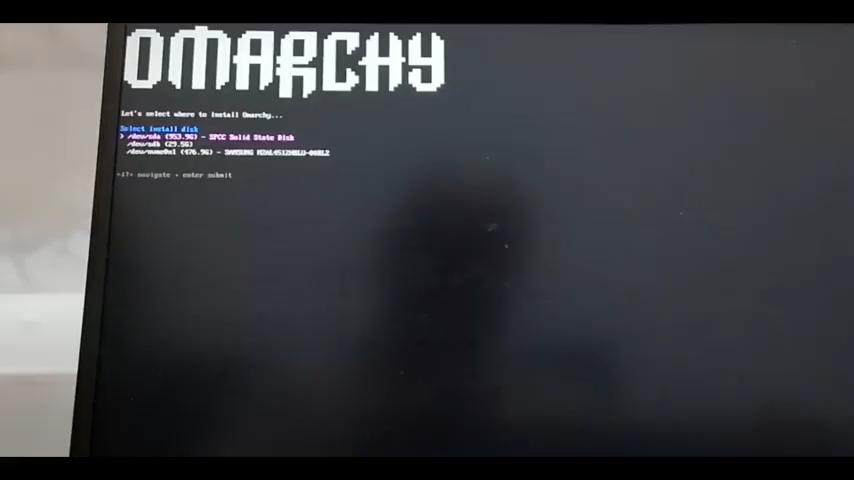 OMARCHY
Let's select where to install Omarchy...
Select install disk
> /dev/sda (953.9G) - SPCC Solid State Disk
/dev/sdb (29.5G)
/dev/nvme0n1 (476.9G) - SAMSUNG
navigate • enter submit